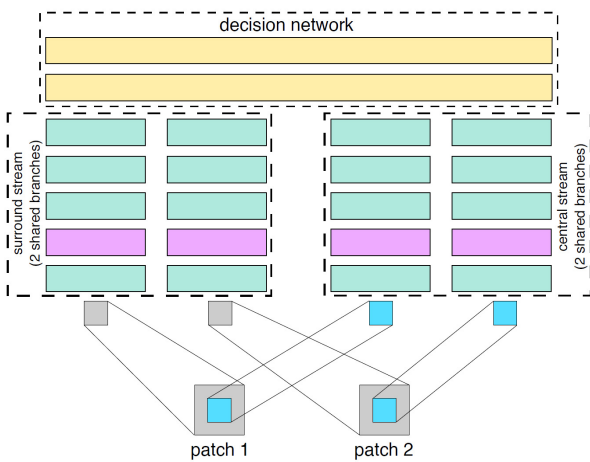 decision network
surround stream
(2 shared branches)
central stream
(2 shared branches)
patch 1
patch 2